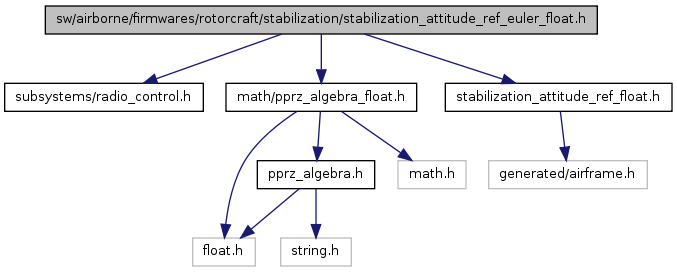 sw/airborne/firmwares/rotorcraft/stabilization/stabilization_attitude_ref_euler_float.h
subsystems/radio_control.h
math/pprz_algebra_float.h
stabilization_attitude_ref_float.h
pprz_algebra.h
math.h
generated/airframe.h
float.h
string.h